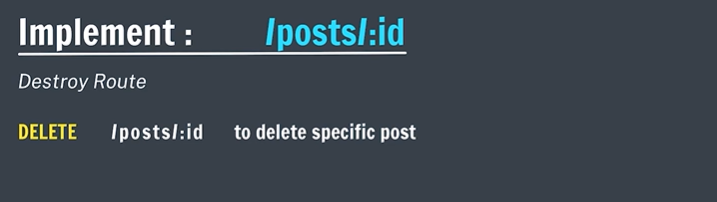 Implement : /posts/:id
Destroy Route
DELETE /posts/:id to delete specific post